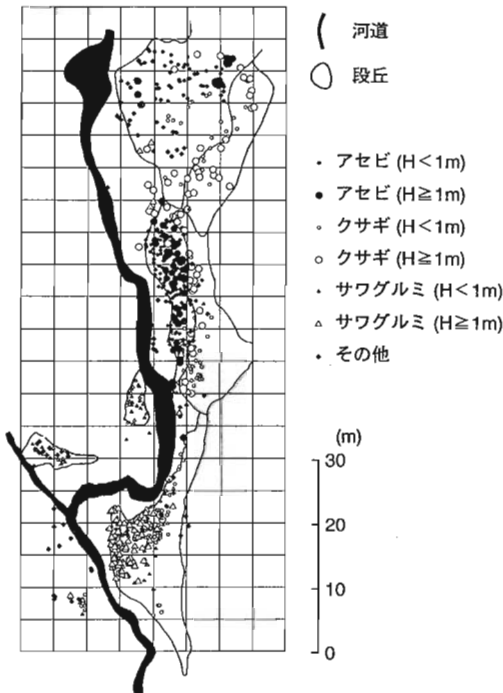 河道
段丘
アセビ (H<1m)
アセビ (H≧1m)
クサギ (H<1m)
クサギ (H≧1m)
サワグルミ (H<1m)
サワグルミ (H≧1m)
その他
(m)
30
20
10
0